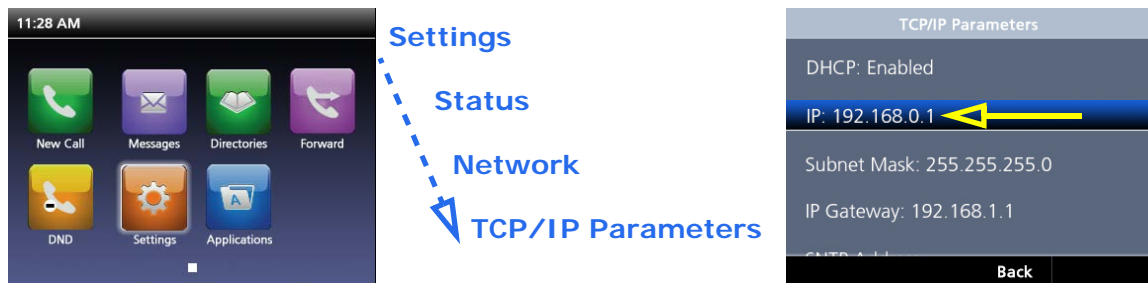 11:28 AM
New Call
Messages
Directories
Forward
DND
Settings
A
Applications
Settings
Status
Network
TCP/IP Parameters
TCP/IP Parameters
DHCP: Enabled
IP: 192.168.0.1
Subnet Mask: 255.255.255.0
IP Gateway: 192.168.1.1
Back